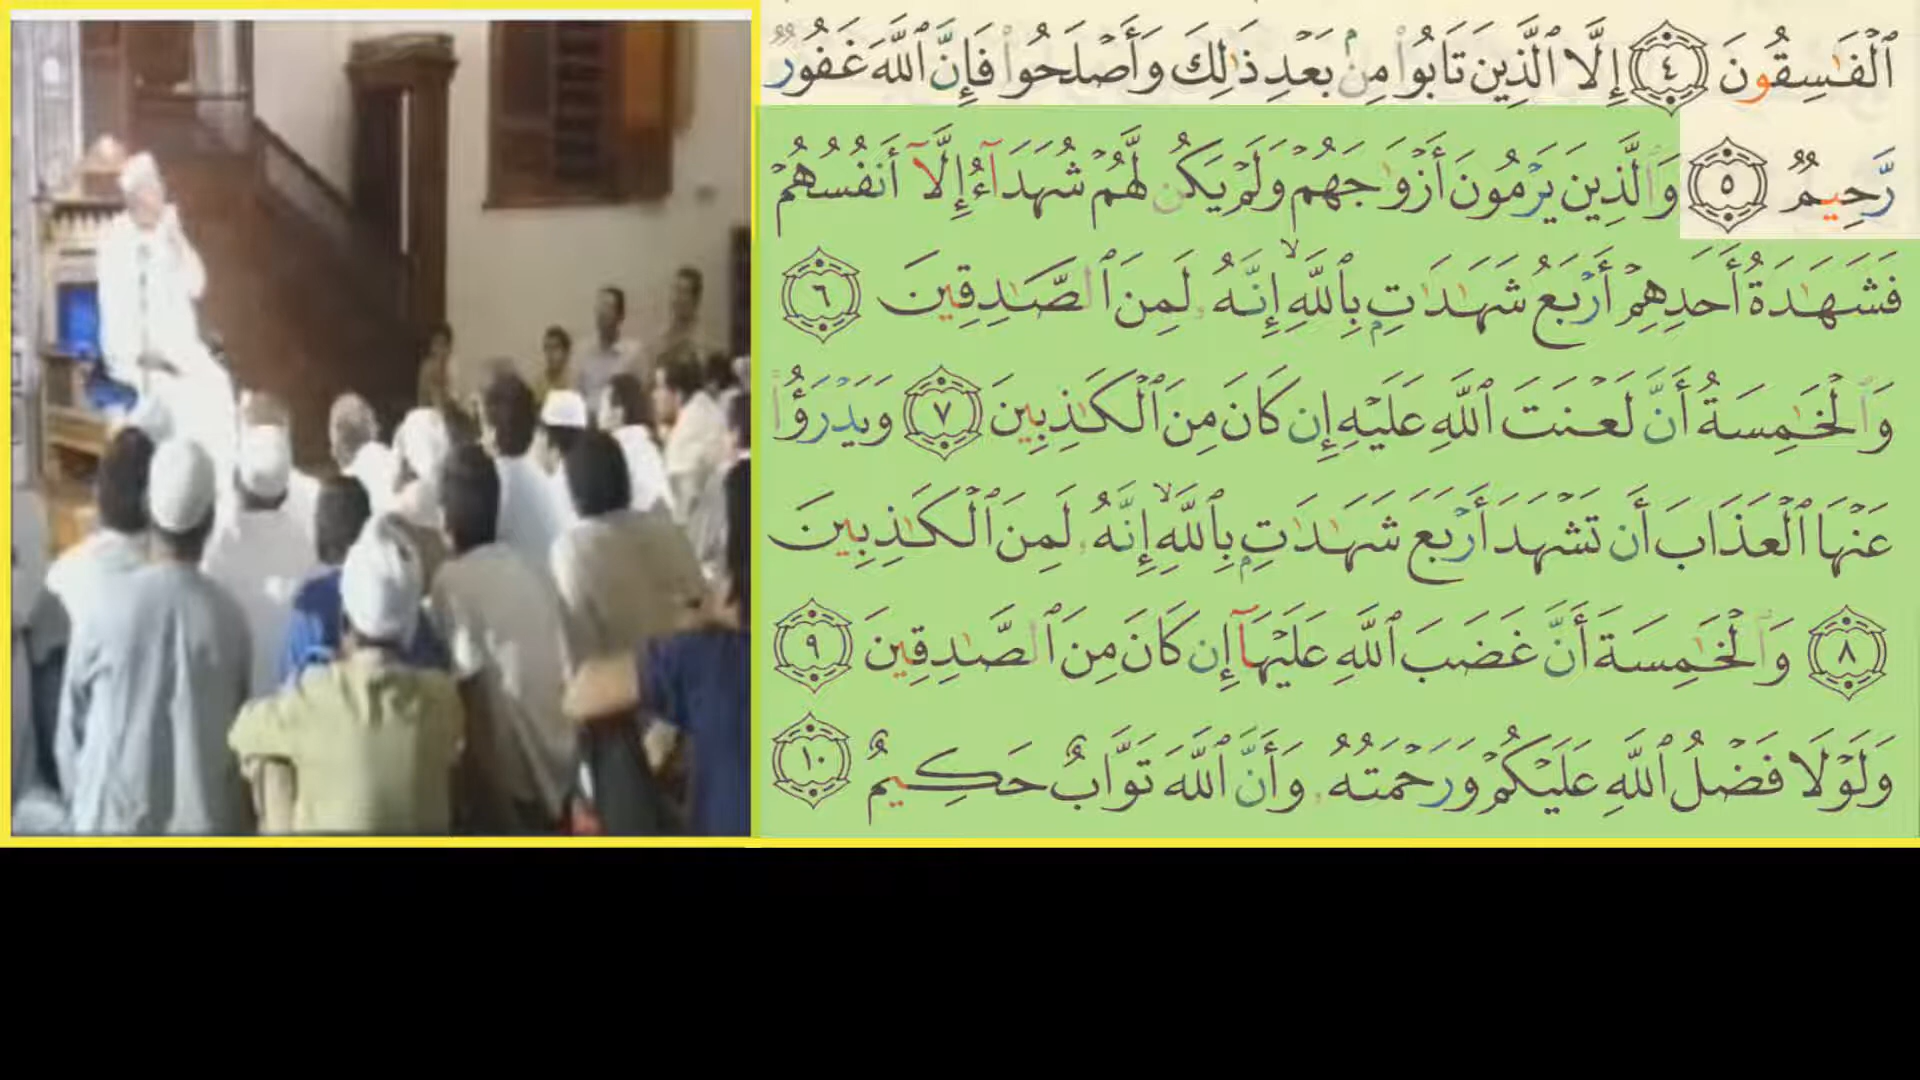 ٱلْفَٰسِقُونَ ٤ إِلَّا ٱلَّذِينَ تَابُوا۟ مِنۢ بَعْدِ ذَٰلِكَ وَأَصْلَحُوا۟ فَإِنَّ ٱللَّهَ غَفُورٌ
رَّحِيمٌ ٥ وَٱلَّذِينَ يَرْمُونَ أَزْوَٰجَهُمْ وَلَمْ يَكُن لَّهُمْ شُهَدَآءُ إِلَّآ أَنفُسُهُمْ
فَشَهَٰدَةُ أَحَدِهِمْ أَرْبَعُ شَهَٰدَٰتٍۭ بِٱللَّهِ ۙ إِنَّهُۥ لَمِنَ ٱلصَّٰدِقِينَ ٦
وَٱلْخَٰمِسَةُ أَنَّ لَعْنَتَ ٱللَّهِ عَلَيْهِ إِن كَانَ مِنَ ٱلْكَٰذِبِينَ ٧ وَيَدْرَؤُا۟
عَنْهَا ٱلْعَذَابَ أَن تَشْهَدَ أَرْبَعَ شَهَٰدَٰتٍۭ بِٱللَّهِ ۙ إِنَّهُۥ لَمِنَ ٱلْكَٰذِبِينَ
٨ وَٱلْخَٰمِسَةَ أَنَّ غَضَبَ ٱللَّهِ عَلَيْهَآ إِن كَانَ مِنَ ٱلصَّٰدِقِينَ ٩
وَلَوْلَا فَضْلُ ٱللَّهِ عَلَيْكُمْ وَرَحْمَتُهُۥ وَأَنَّ ٱللَّهَ تَوَّابٌ حَكِيمٌ ١٠